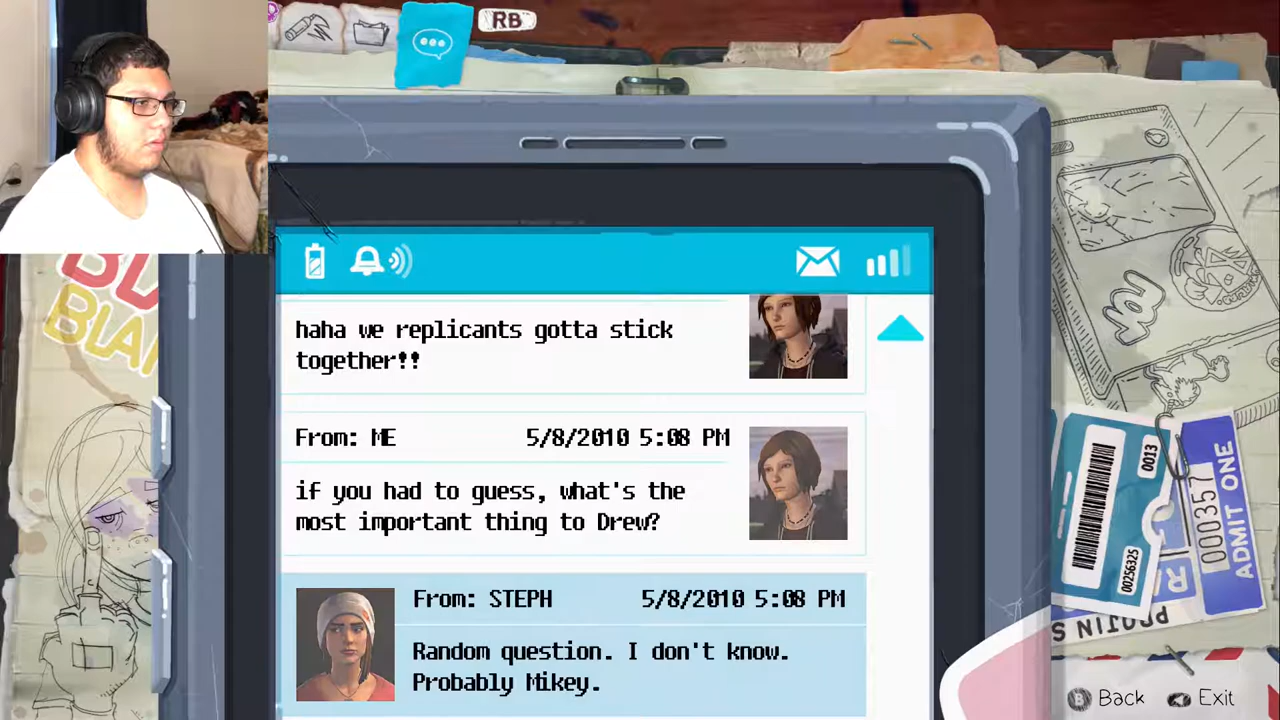 RB
haha we replicants gotta stick
together!!
From: ME 5/8/2010 5:08 PM
if you had to guess, what's the
most important thing to Drew?
From: STEPH 5/8/2010 5:08 PM
Random question. I don't know.
Probably Mikey.
0013
00256325
000357
ADMIT ONE
B Back
Exit